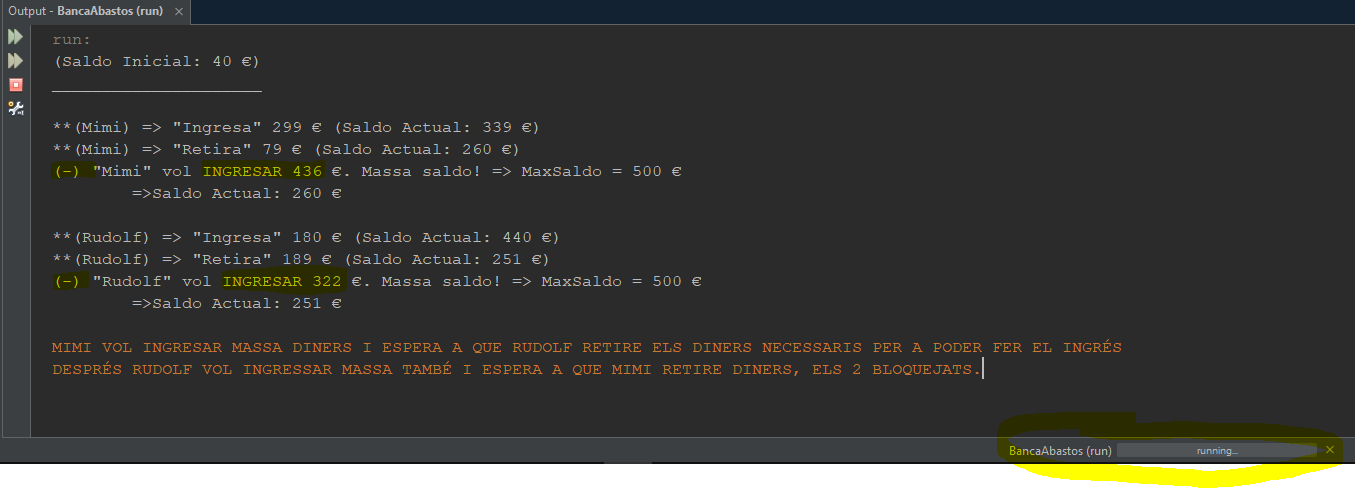 Output - BancaAbastos (run) ×
run:
(Saldo Inicial: 40 €)
_____________________
**(Mimi) => "Ingresa" 299 € (Saldo Actual: 339 €)
**(Mimi) => "Retira" 79 € (Saldo Actual: 260 €)
(-) "Mimi" vol INGRESAR 436 €. Massa saldo! => MaxSaldo = 500 €
=>Saldo Actual: 260 €
**(Rudolf) => "Ingresa" 180 € (Saldo Actual: 440 €)
**(Rudolf) => "Retira" 189 € (Saldo Actual: 251 €)
(-) "Rudolf" vol INGRESAR 322 €. Massa saldo! => MaxSaldo = 500 €
=>Saldo Actual: 251 €
MIMI VOL INGRESAR MASSA DINERS I ESPERA A QUE RUDOLF RETIRE ELS DINERS NECESSARIS PER A PODER FER EL INGRÉS
DESPRÉS RUDOLF VOL INGRESSAR MASSA TAMBÉ I ESPERA A QUE MIMI RETIRE DINERS, ELS 2 BLOQUEJATS.
BancaAbastos (run) running... ×